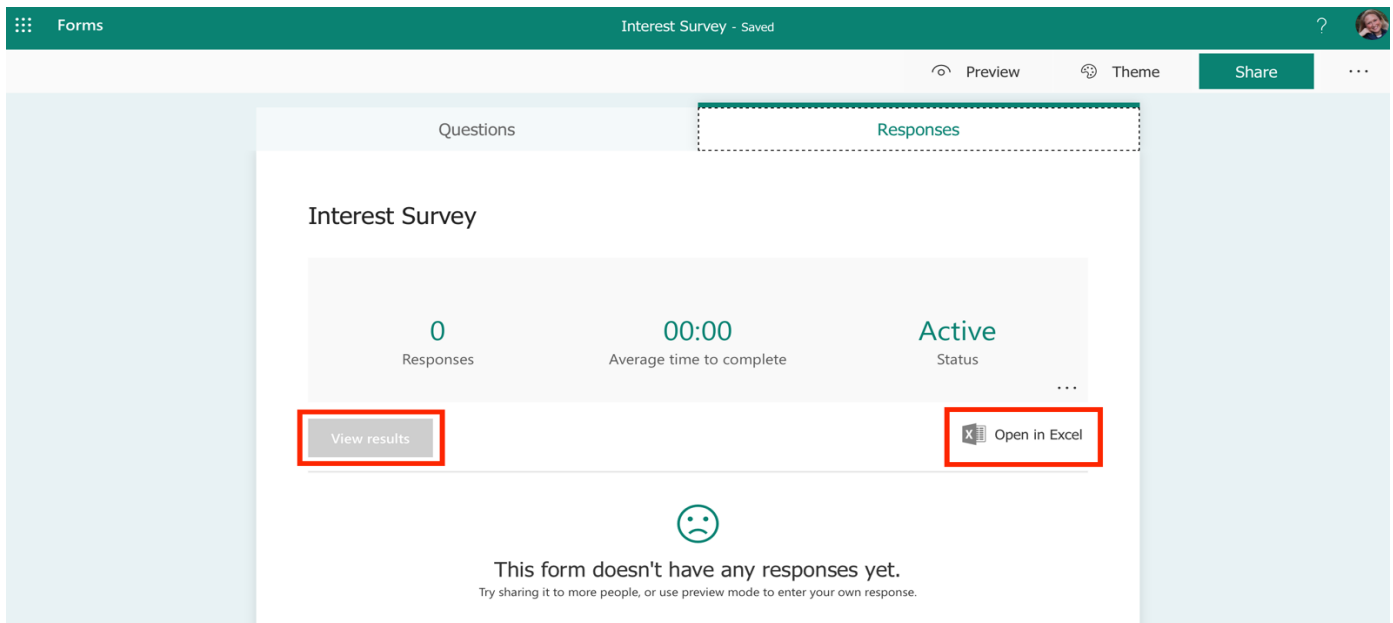 Forms
Interest Survey - Saved
?
Preview
Theme
Share
...
Questions
Responses
Interest Survey
0
Responses
00:00
Average time to complete
Active
Status
...
View results
Open in Excel
This form doesn't have any responses yet.
Try sharing it to more people, or use preview mode to enter your own response.